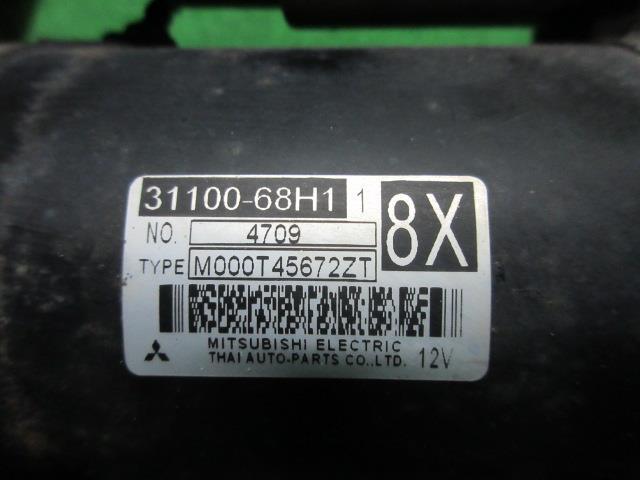 31100-68H1 1
8X
NO. 4709
TYPE M000T45672ZT
MITSUBISHI ELECTRIC
THAI AUTO-PARTS CO.,LTD. 12V